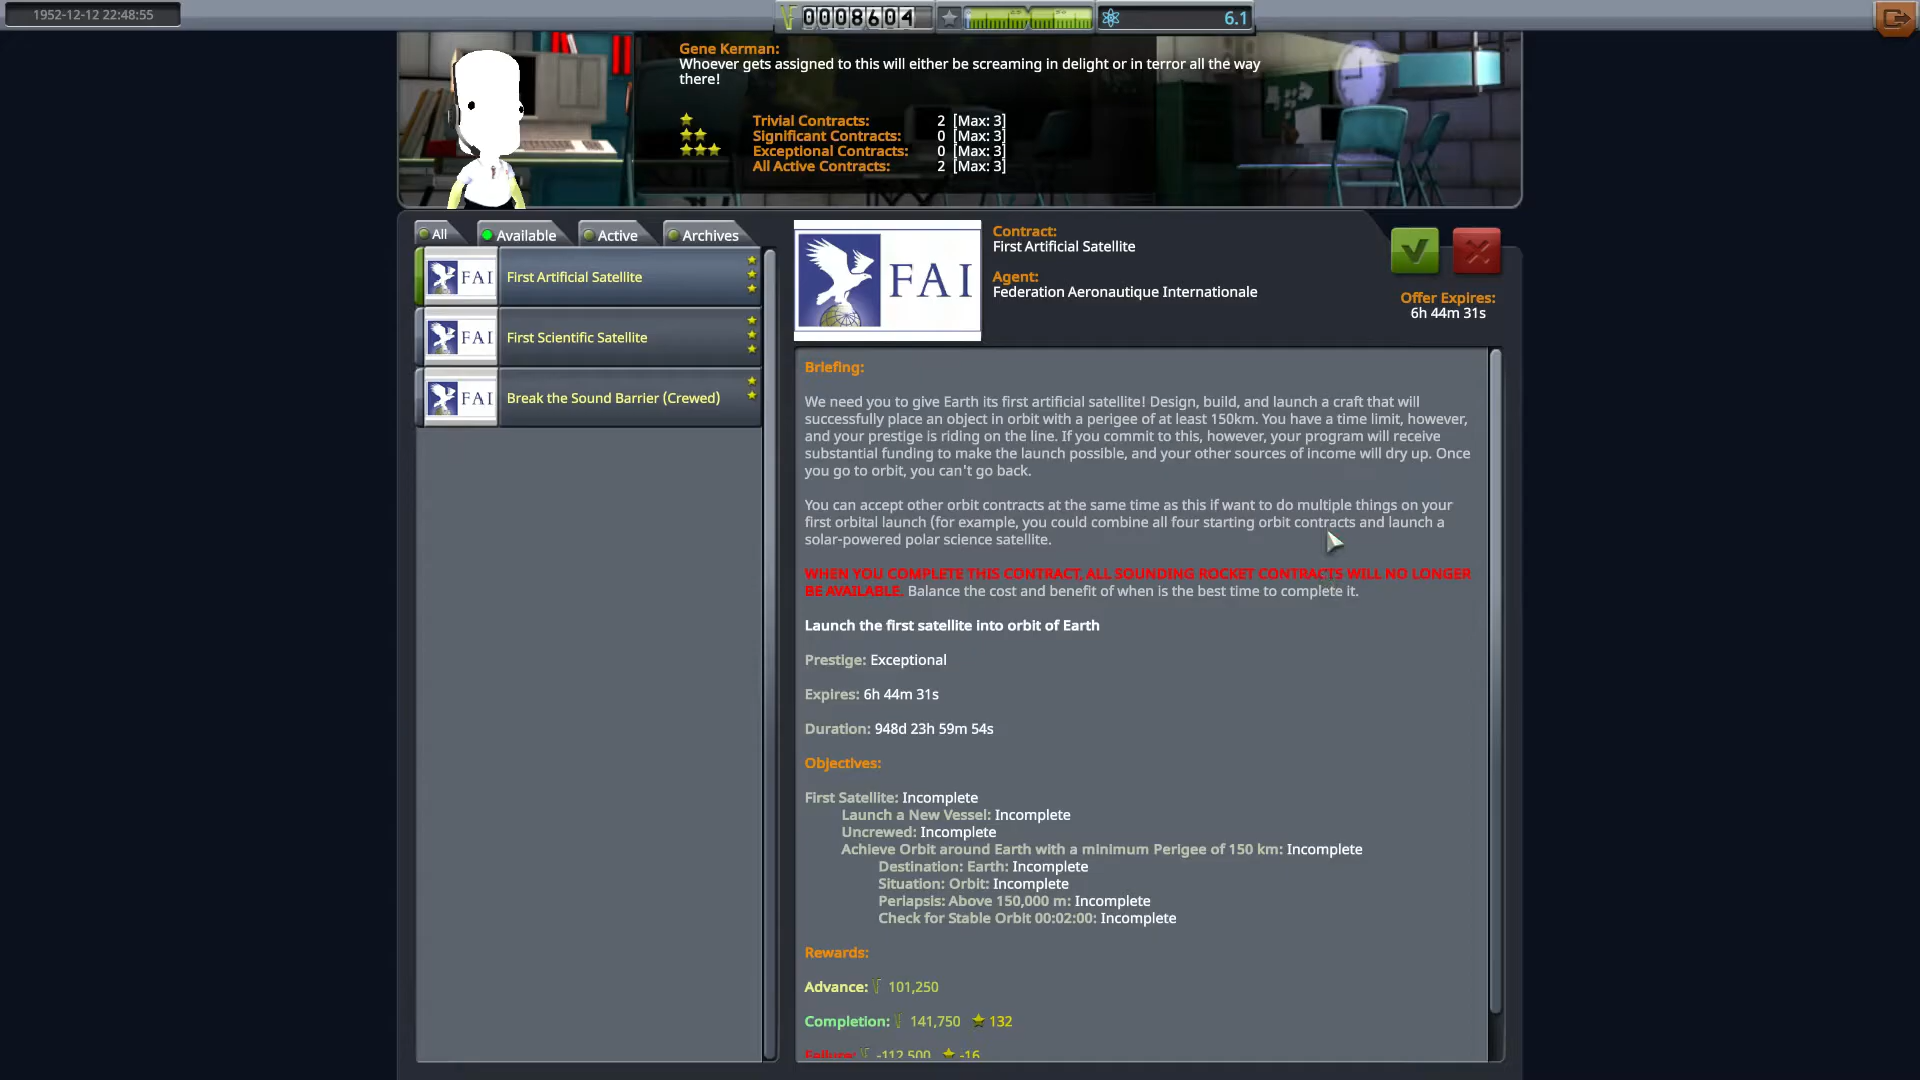 1952-12-12 22:48:55
0008604
6.1
Gene Kerman:
Whoever gets assigned to this will either be screaming in delight or in terror all the way
there!
Trivial Contracts: 2 [Max: 3]
Significant Contracts: 0 [Max: 3]
Exceptional Contracts: 0 [Max: 3]
All Active Contracts: 2 [Max: 3]
All
Available
Active
Archives
FAI
First Artificial Satellite
FAI
First Scientific Satellite
FAI
Break the Sound Barrier (Crewed)
FAI
Contract:
First Artificial Satellite
Agent:
Federation Aeronautique Internationale
Offer Expires:
6h 44m 31s
Briefing:
We need you to give Earth its first artificial satellite! Design, build, and launch a craft that will
successfully place an object in orbit with a perigee of at least 150km. You have a time limit, however,
and your prestige is riding on the line. If you commit to this, however, your program will receive
substantial funding to make the launch possible, and your other sources of income will dry up. Once
you go to orbit, you can't go back.
You can accept other orbit contracts at the same time as this if want to do multiple things on your
first orbital launch (for example, you could combine all four starting orbit contracts and launch a
solar-powered polar science satellite.
WHEN YOU COMPLETE THIS CONTRACT, ALL SOUNDING ROCKET CONTRACTS WILL NO LONGER
BE AVAILABLE. Balance the cost and benefit of when is the best time to complete it.
Launch the first satellite into orbit of Earth
Prestige: Exceptional
Expires: 6h 44m 31s
Duration: 948d 23h 59m 54s
Objectives:
First Satellite: Incomplete
Launch a New Vessel: Incomplete
Uncrewed: Incomplete
Achieve Orbit around Earth with a minimum Perigee of 150 km: Incomplete
Destination: Earth: Incomplete
Situation: Orbit: Incomplete
Periapsis: Above 150,000 m: Incomplete
Check for Stable Orbit 00:02:00: Incomplete
Rewards:
Advance: 101,250
Completion: 141,750 132
Failure: -112,500 -16